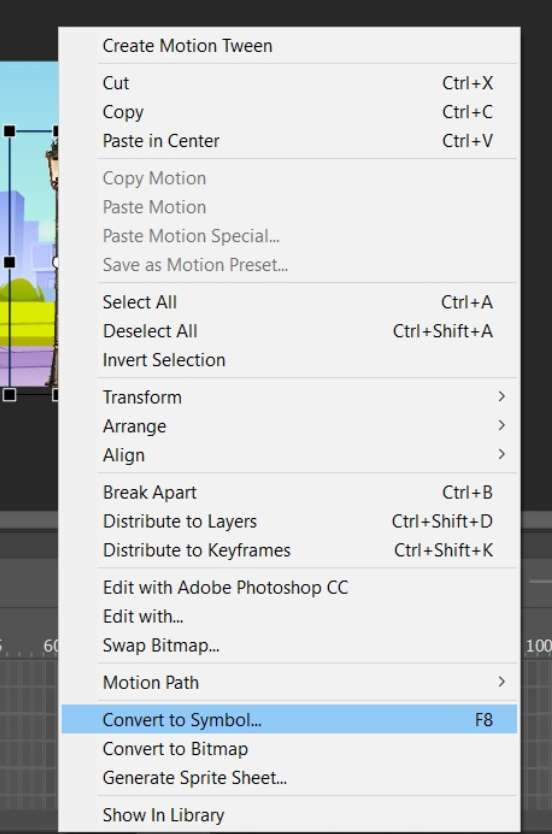 Create Motion Tween
Cut Ctrl+X
Copy Ctrl+C
Paste in Center Ctrl+V
Copy Motion
Paste Motion
Paste Motion Special...
Save as Motion Preset...
Select All Ctrl+A
Deselect All Ctrl+Shift+A
Invert Selection
Transform
Arrange
Align
Break Apart Ctrl+B
Distribute to Layers Ctrl+Shift+D
Distribute to Keyframes Ctrl+Shift+K
Edit with Adobe Photoshop CC
Edit with...
Swap Bitmap...
Motion Path
Convert to Symbol... F8
Convert to Bitmap
Generate Sprite Sheet...
Show In Library